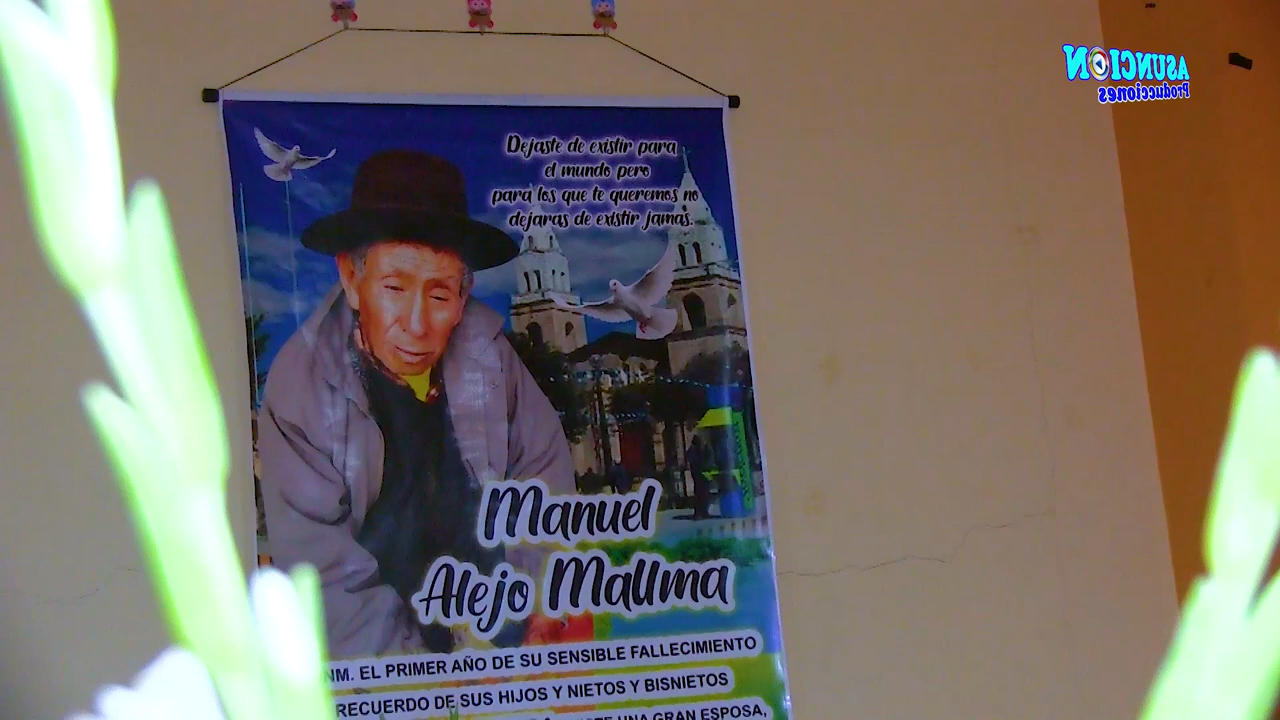 ASUNCION
Producciones
Dejaste de existir para
el mundo pero
para los que te queremos no
dejaras de existir jamas.
Manuel
Alejo Mallma
NM. EL PRIMER AÑO DE SU SENSIBLE FALLECIMIENTO
RECUERDO DE SUS HIJOS Y NIETOS Y BISNIETOS
UNA GRAN ESPOSA,